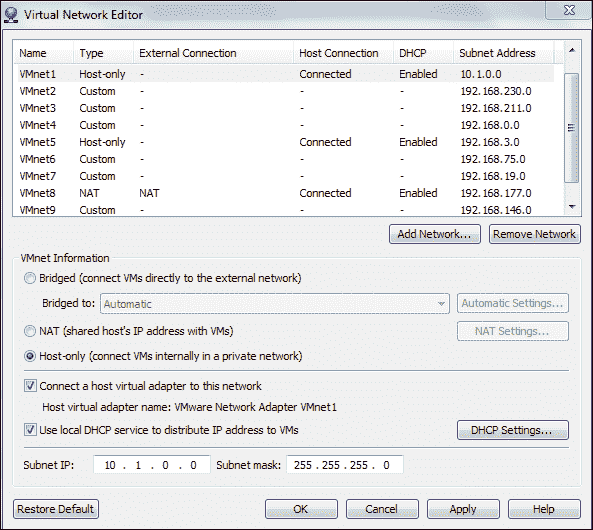 Virtual Network Editor
Name Type External Connection Host Connection DHCP Subnet Address
VMnet1 Host-only - Connected Enabled 10.1.0.0
VMnet2 Custom - - - 192.168.230.0
VMnet3 Custom - - - 192.168.211.0
VMnet4 Custom - - - 192.168.0.0
VMnet5 Host-only - Connected Enabled 192.168.3.0
VMnet6 Custom - - - 192.168.75.0
VMnet7 Custom - - - 192.168.19.0
VMnet8 NAT NAT Connected Enabled 192.168.177.0
VMnet9 Custom - - - 192.168.146.0
Add Network... Remove Network
VMnet Information
Bridged (connect VMs directly to the external network)
Bridged to: Automatic Automatic Settings...
NAT (shared host's IP address with VMs) NAT Settings...
Host-only (connect VMs internally in a private network)
Connect a host virtual adapter to this network
Host virtual adapter name: VMware Network Adapter VMnet1
Use local DHCP service to distribute IP address to VMs DHCP Settings...
Subnet IP: 10 . 1 . 0 . 0 Subnet mask: 255 . 255 . 255 . 0
Restore Default OK Cancel Apply Help